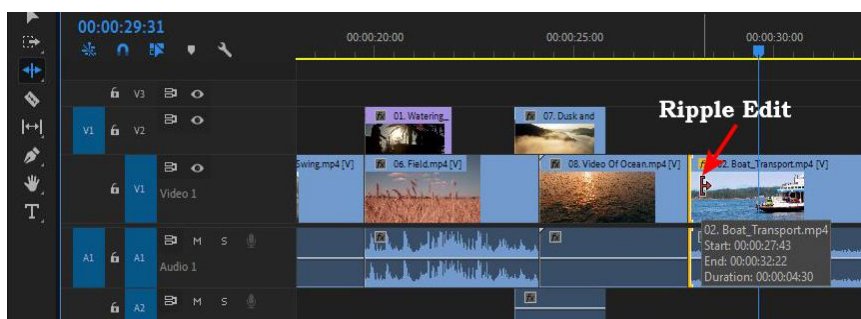 00:00:29:31
00:00:20:00
00:00:25:00
00:00:30:00
V3
Ripple Edit
V1
V2
01. Watering_
07. Dusk and
Swing.mp4 [V]
06. Field.mp4 [V]
08. Video Of Ocean.mp4 [V]
02. Boat_Transport.mp4 [V]
V1
Video 1
02. Boat_Transport.mp4
Start: 00:00:27:43
End: 00:00:32:22
Duration: 00:00:04:30
A1
A1
M
S
Audio 1
A2
M
S
T